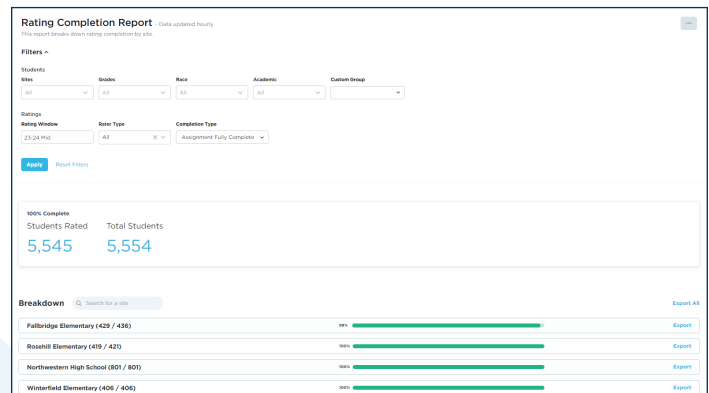 Rating Completion Report - Data updated hourly
This report breaks down rating completion by site.
Filters
Students
Sites Grades Race Academic Custom Group
All All All All
Ratings
Rating Window Rater Type Completion Type
23-24 Mid All Assignment Fully Complete
Apply Reset Filters
100% Complete
Students Rated Total Students
5,545 5,554
Breakdown Search for a site Export All
Fallbridge Elementary (429 / 436) 98% Export
Rosehill Elementary (419 / 421) 100% Export
Northwestern High School (801 / 801) 100% Export
Winterfield Elementary (406 / 406) 100% Export